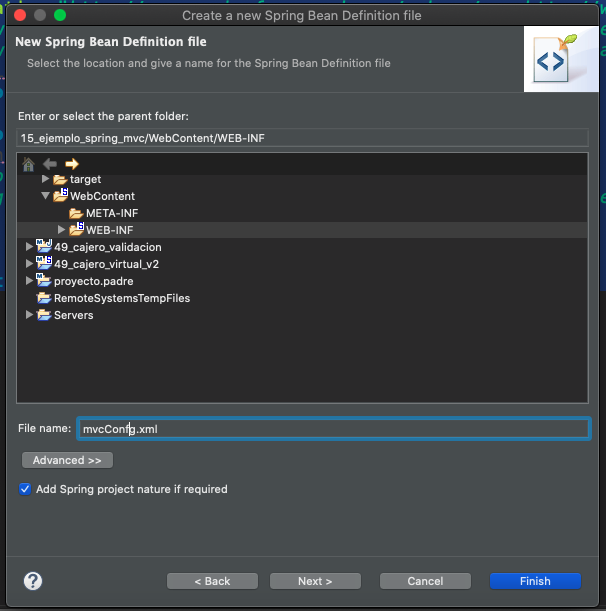 Create a new Spring Bean Definition file
New Spring Bean Definition file
Select the location and give a name for the Spring Bean Definition file
Enter or select the parent folder:
15_ejemplo_spring_mvc/WebContent/WEB-INF
target
WebContent
META-INF
WEB-INF
49_cajero_validacion
49_cajero_virtual_v2
proyecto.padre
RemoteSystemsTempFiles
Servers
File name: mvcConfg.xml
Advanced >>
Add Spring project nature if required
? < Back Next > Cancel Finish